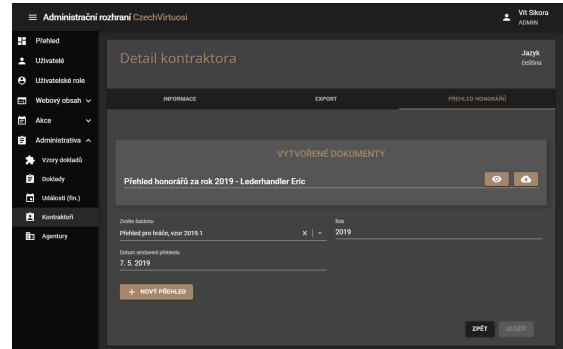 Administrační rozhraní CzechVirtuosi
Vít Sikora
ADMIN
Přehled
Uživatelé
Uživatelské role
Webový obsah
Akce
Administrativa
Vzory dokladů
Doklady
Události (fin.)
Kontraktoři
Agentury
Detail kontraktora
Jazyk
čeština
INFORMACE
EXPORT
PŘEHLED HONORÁŘŮ
VYTVOŘENÉ DOKUMENTY
Přehled honorářů za rok 2019 - Lederhandler Eric
Zvolte šablonu
Přehled pro hráče, vzor 2019.1
Rok
2019
Datum sestavení přehledu
7. 5. 2019
+ NOVÝ PŘEHLED
ZPĚT
ULOŽIT